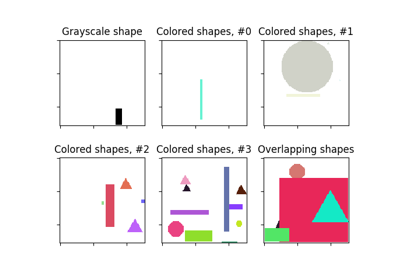 Grayscale shape
Colored shapes, #0
Colored shapes, #1
Colored shapes, #2
Colored shapes, #3
Overlapping shapes